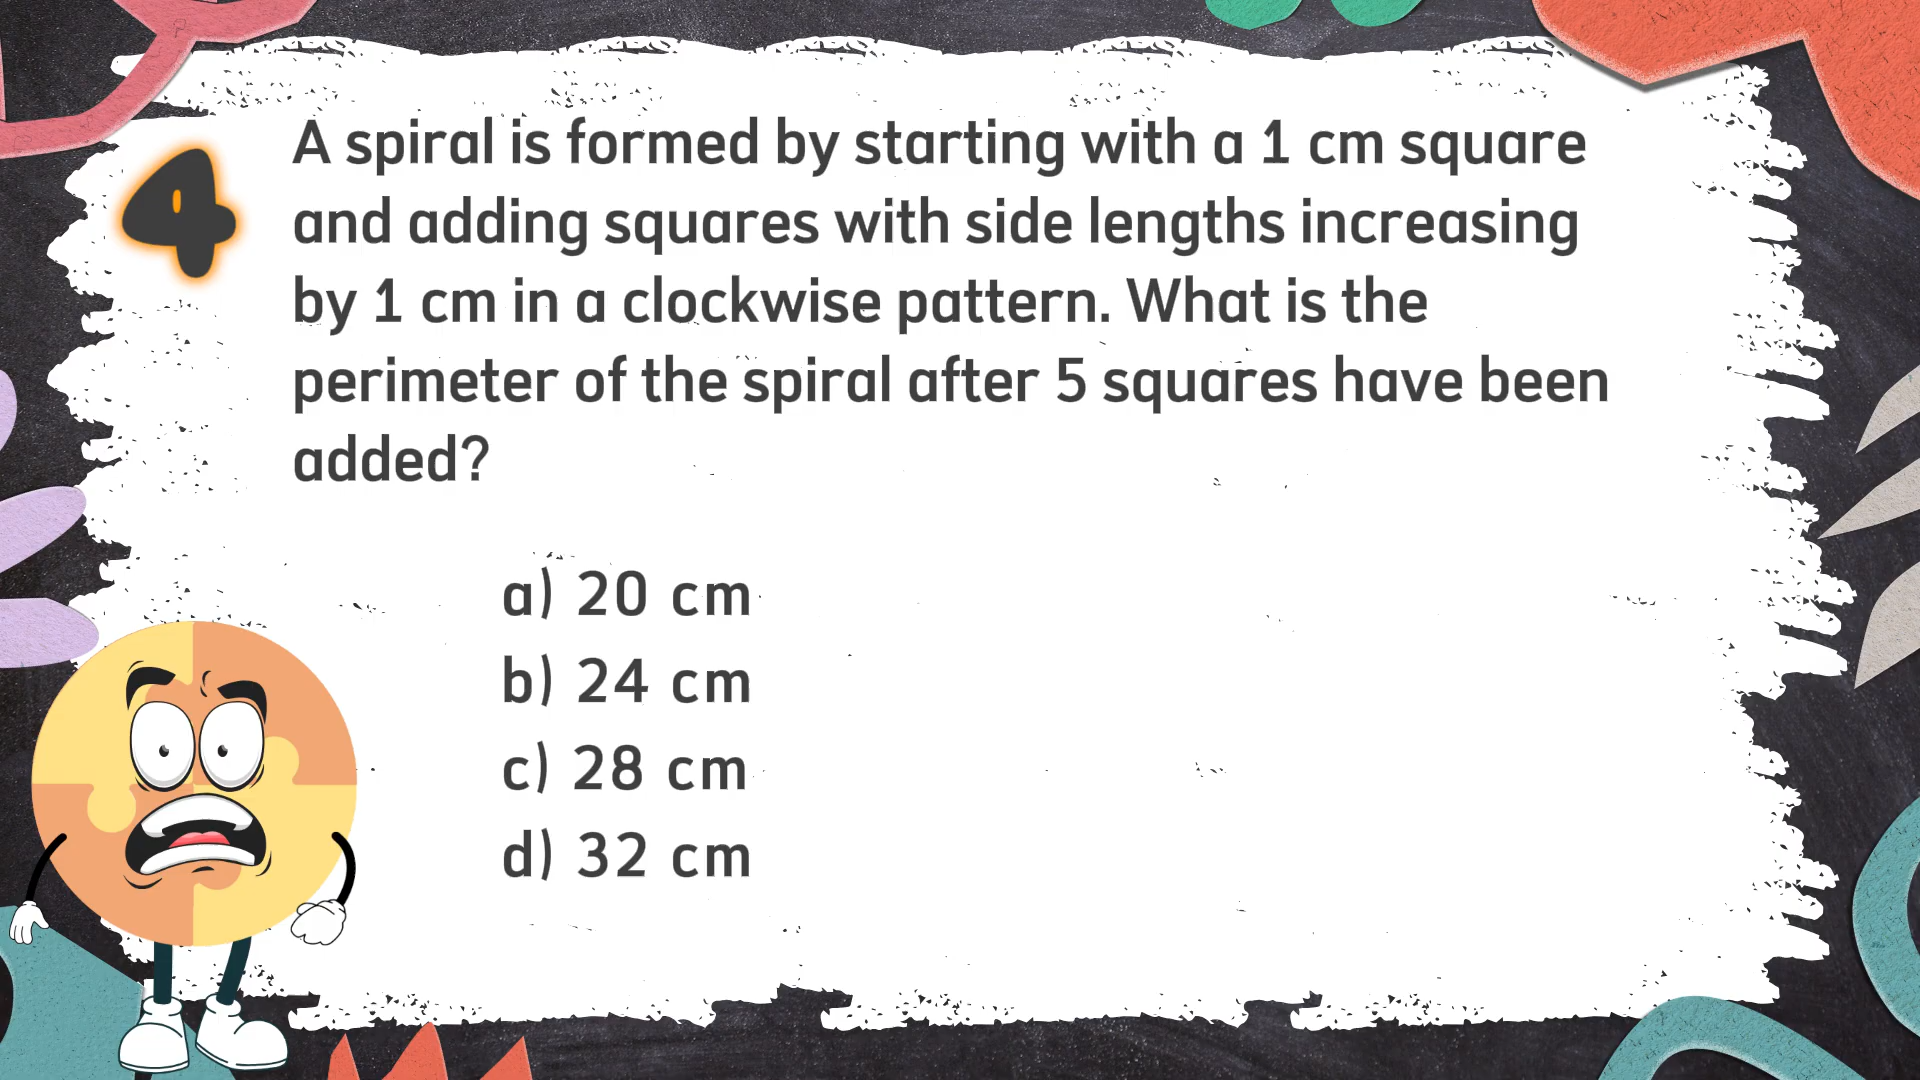 4
A spiral is formed by starting with a 1 cm square
and adding squares with side lengths increasing
by 1 cm in a clockwise pattern. What is the
perimeter of the spiral after 5 squares have been
added?
a) 20 cm
b) 24 cm
c) 28 cm
d) 32 cm